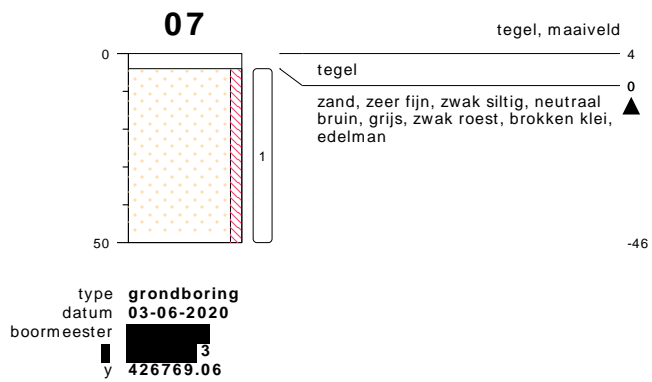 07
tegel, maaiveld
0
4
tegel
0
zand, zeer fijn, zwak siltig, neutraal
bruin, grijs, zwak roest, brokken klei,
edelman
1
50
-46
type grondboring
datum 03-06-2020
boormeester
3
y 426769.06